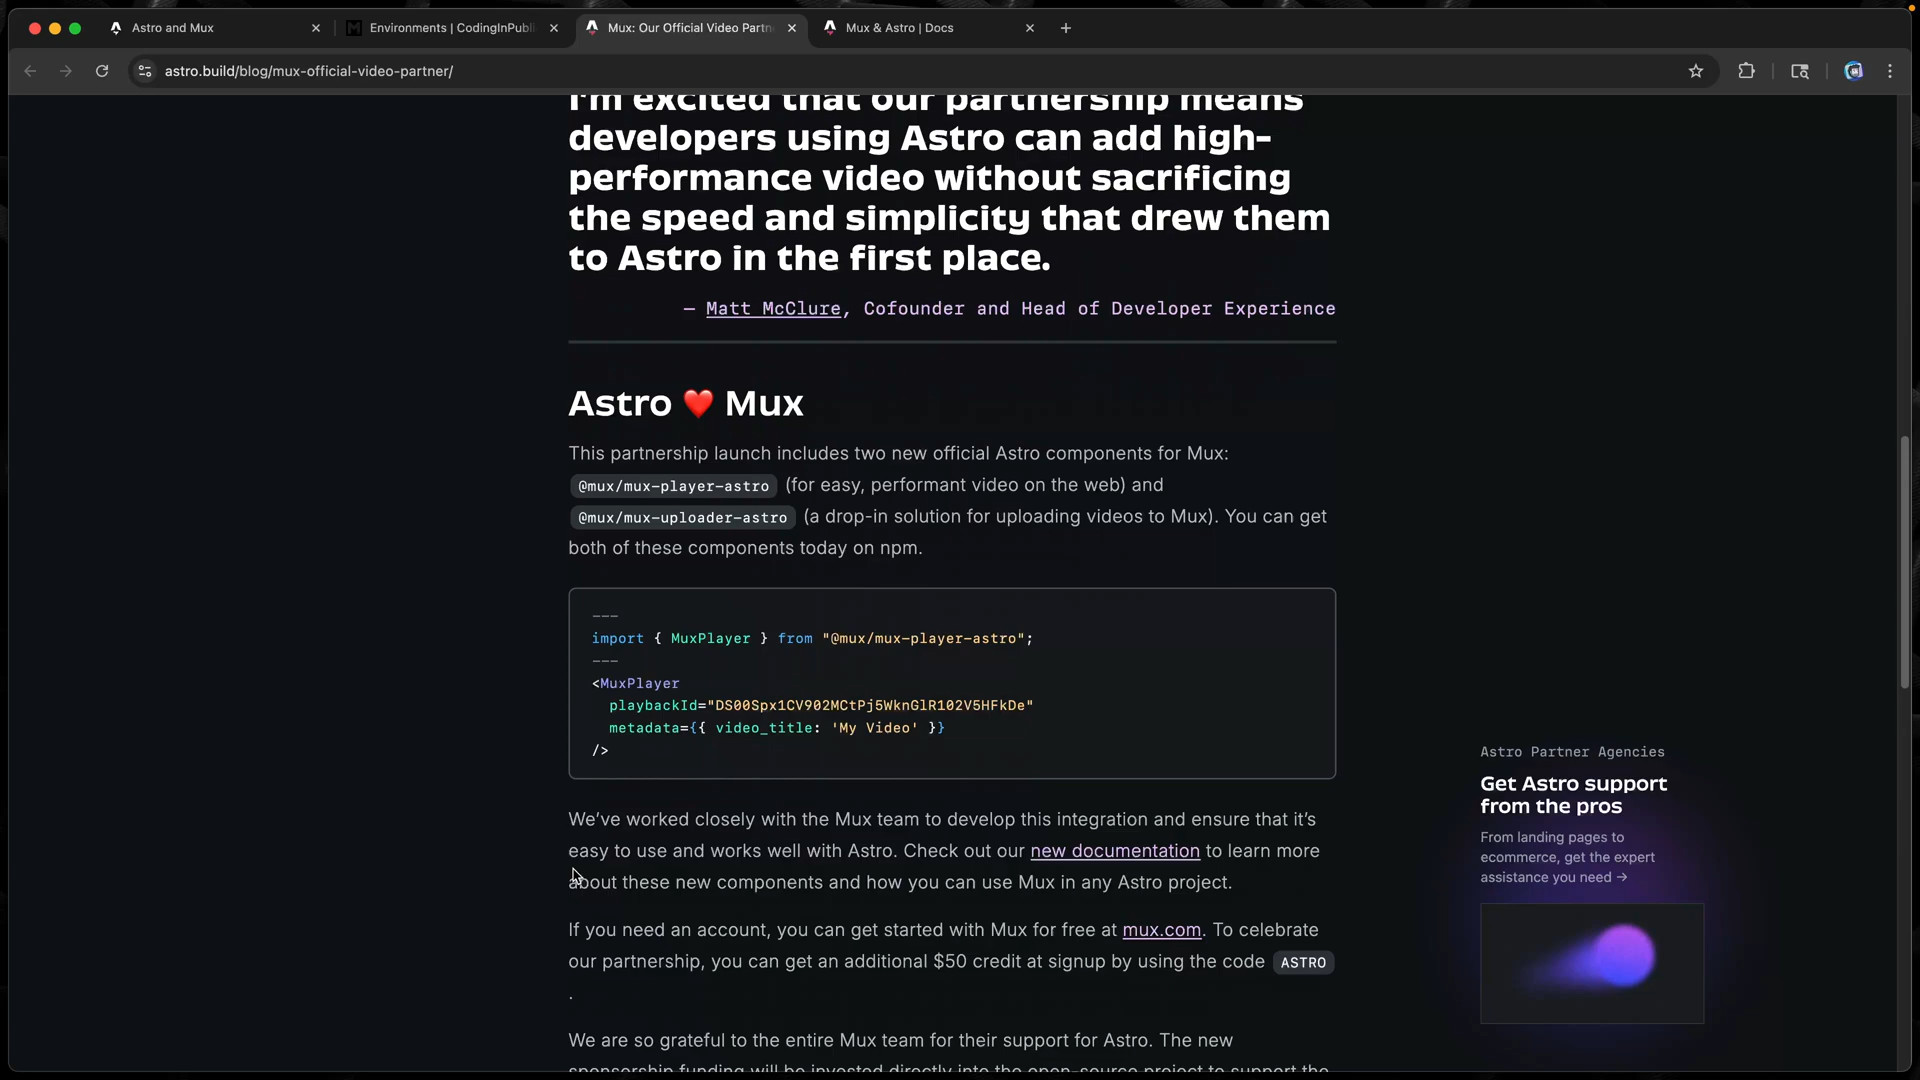 Astro and Mux
Environments | CodingInPubli
Mux: Our Official Video Partn
Mux & Astro | Docs
astro.build/blog/mux-official-video-partner/
I'm excited that our partnership means
developers using Astro can add high-
performance video without sacrificing
the speed and simplicity that drew them
to Astro in the first place.
— Matt McClure, Cofounder and Head of Developer Experience
Astro ❤️ Mux
This partnership launch includes two new official Astro components for Mux:
@mux/mux-player-astro (for easy, performant video on the web) and
@mux/mux-uploader-astro (a drop-in solution for uploading videos to Mux). You can get
both of these components today on npm.
---
import { MuxPlayer } from "@mux/mux-player-astro";
---
<MuxPlayer
  playbackId="DS00Spx1CV902MCtPj5WknGlR102V5HFkDe"
  metadata={{ video_title: 'My Video' }}
/>
We've worked closely with the Mux team to develop this integration and ensure that it's
easy to use and works well with Astro. Check out our new documentation to learn more
about these new components and how you can use Mux in any Astro project.
If you need an account, you can get started with Mux for free at mux.com. To celebrate
our partnership, you can get an additional $50 credit at signup by using the code ASTRO
.
We are so grateful to the entire Mux team for their support for Astro. The new
sponsorship funding will be invested directly into the open-source project to support the
Astro Partner Agencies
Get Astro support
from the pros
From landing pages to
ecommerce, get the expert
assistance you need →